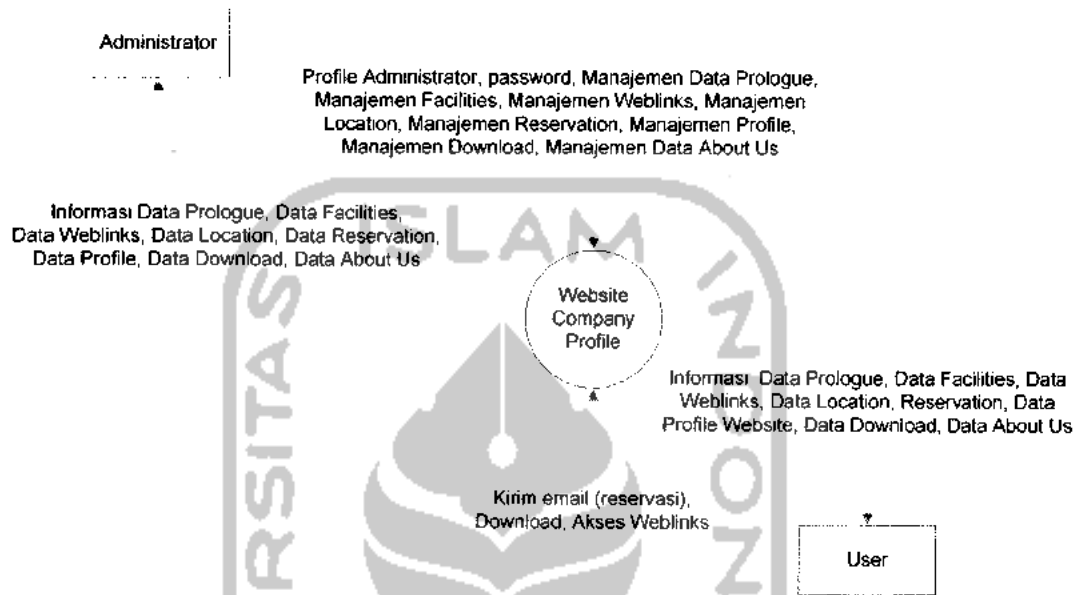 Administrator
Profile Administrator, password, Manajemen Data Prologue,
Manajemen Facilities, Manajemen Weblinks, Manajemen
Location, Manajemen Reservation, Manajemen Profile,
Manajemen Download, Manajemen Data About Us
Informasi Data Prologue, Data Facilities,
Data Weblinks, Data Location, Data Reservation,
Data Profile, Data Download, Data About Us
ISLAM
Website
Company
Profile
Informasi Data Prologue, Data Facilities, Data
Weblinks, Data Location, Reservation, Data
Profile Website, Data Download, Data About Us
Kirim email (reservasi),
Download, Akses Weblinks
User
RSITAS
INDON